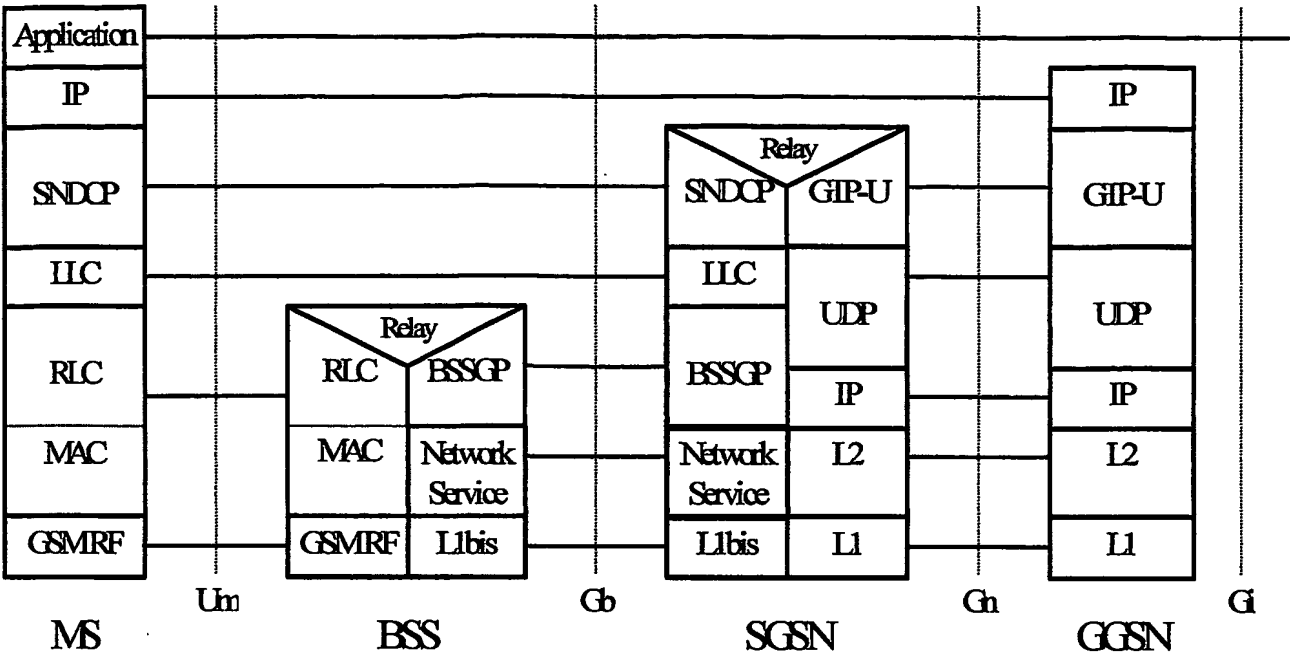 Application
IP
SNDCP
LLC
RLC
MAC
GSM RF
Relay
RLC
BSSGP
MAC
Network
Service
GSM RF
L1bis
Relay
SNDCP
GTP-U
LLC
UDP
BSSGP
IP
Network
Service
L2
L1bis
L1
IP
GTP-U
UDP
IP
L2
L1
Um
Gb
Gn
Gi
MS
BSS
SGSN
GGSN